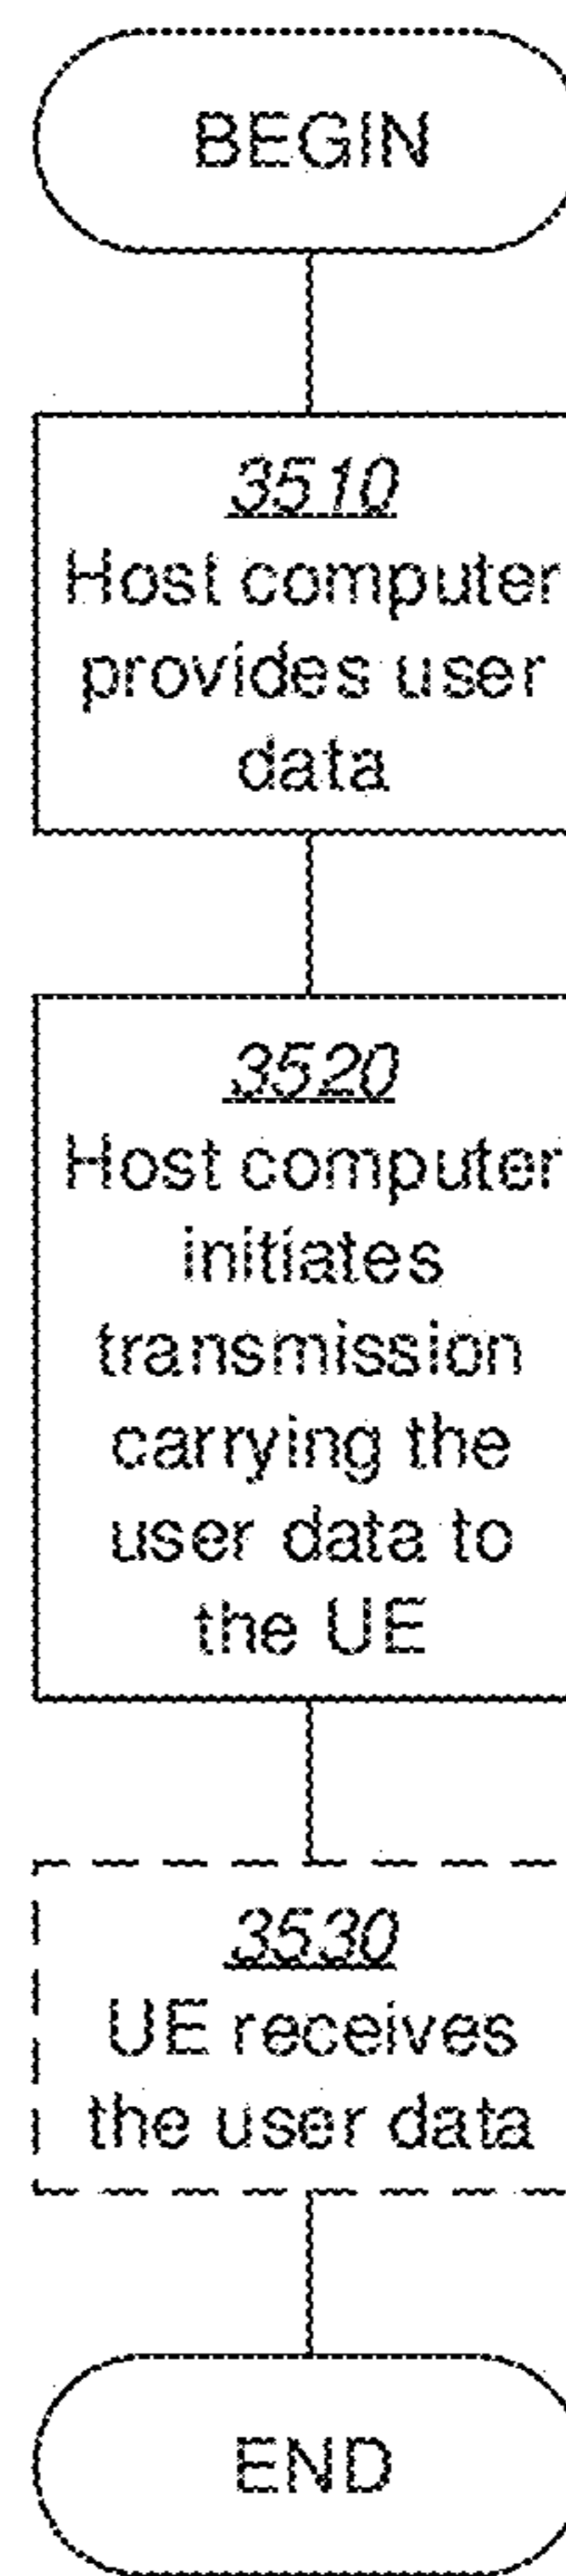 BEGIN
3510
Host computer
provides user
data
3520
Host computer
initiates
transmission
carrying the
user data to
the UE
3530
UE receives
the user data
END